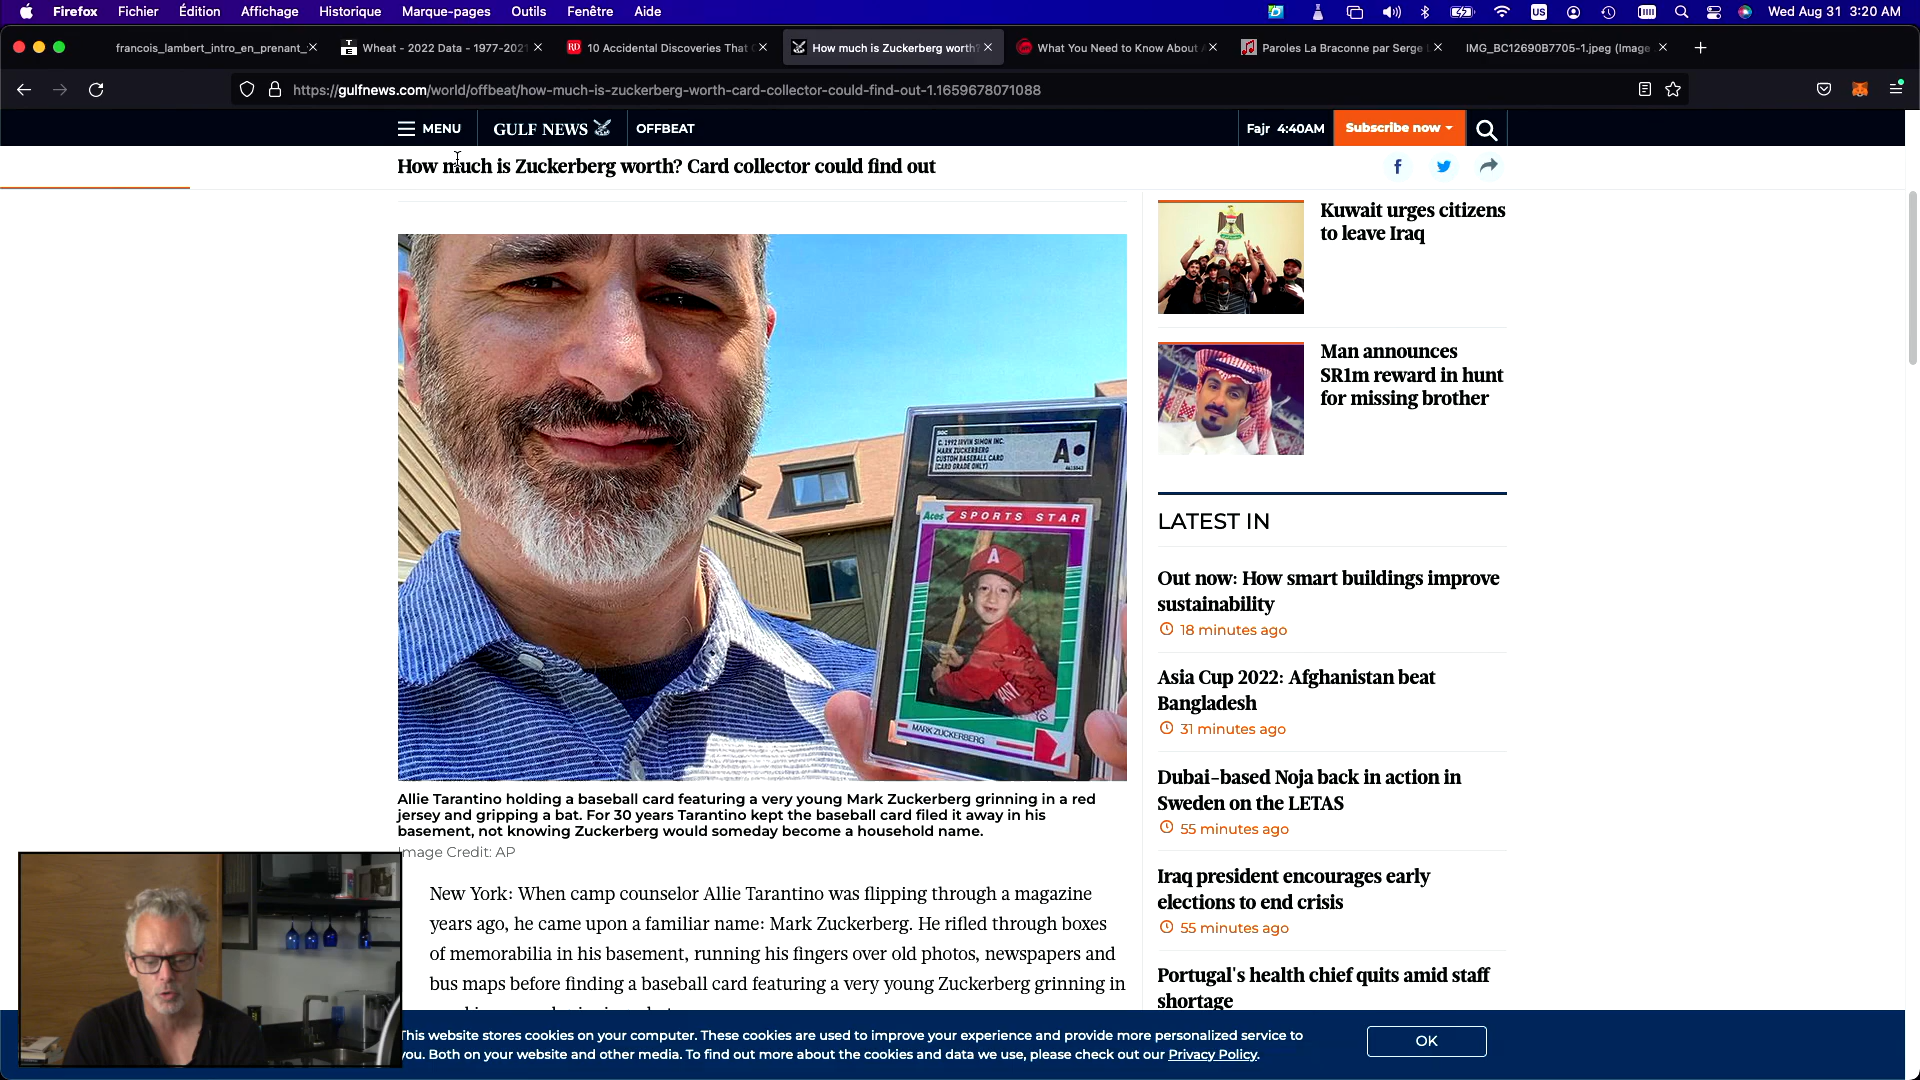 Firefox Fichier Édition Affichage Historique Marque-pages Outils Fenêtre Aide US Wed Aug 31 3:20 AM
francois_lambert_intro_en_prenant_ Wheat - 2022 Data - 1977-2021 10 Accidental Discoveries That How much is Zuckerberg worth? What You Need to Know About Paroles La Braconne par Serge IMG_BC12690B7705-1.jpeg (Image
https://gulfnews.com/world/offbeat/how-much-is-zuckerberg-worth-card-collector-could-find-out-1.1659678071088
MENU GULF NEWS OFFBEAT Fajr 4:40AM Subscribe now
How much is Zuckerberg worth? Card collector could find out
SGC
C. 1992 IRVIN SIMON INC.
MARK ZUCKERBERG
CUSTOM BASEBALL CARD
(CARD GRADE ONLY)
A
Aces SPORTS STAR
A
MARK ZUCKERBERG
Allie Tarantino holding a baseball card featuring a very young Mark Zuckerberg grinning in a red
jersey and gripping a bat. For 30 years Tarantino kept the baseball card filed it away in his
basement, not knowing Zuckerberg would someday become a household name.
Image Credit: AP
New York: When camp counselor Allie Tarantino was flipping through a magazine
years ago, he came upon a familiar name: Mark Zuckerberg. He rifled through boxes
of memorabilia in his basement, running his fingers over old photos, newspapers and
bus maps before finding a baseball card featuring a very young Zuckerberg grinning in
Kuwait urges citizens
to leave Iraq
Man announces
SR1m reward in hunt
for missing brother
LATEST IN
Out now: How smart buildings improve
sustainability
18 minutes ago
Asia Cup 2022: Afghanistan beat
Bangladesh
31 minutes ago
Dubai-based Noja back in action in
Sweden on the LETAS
55 minutes ago
Iraq president encourages early
elections to end crisis
55 minutes ago
Portugal's health chief quits amid staff
shortage
This website stores cookies on your computer. These cookies are used to improve your experience and provide more personalized service to
you. Both on your website and other media. To find out more about the cookies and data we use, please check out our Privacy Policy.
OK